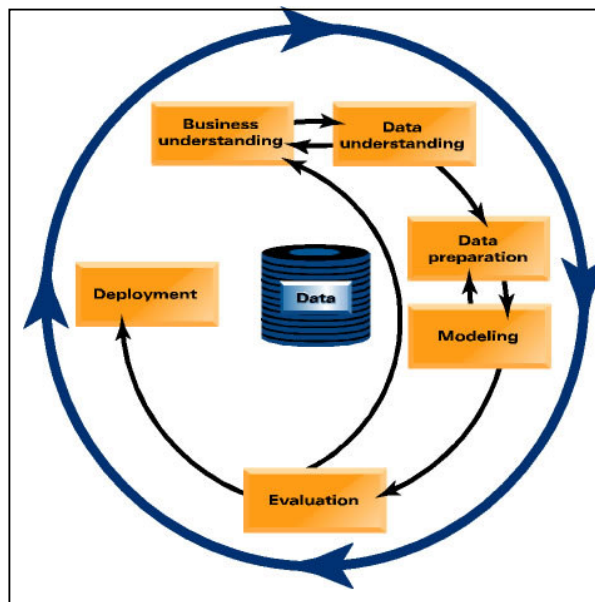 Business
understanding
Data
understanding
Data
preparation
Deployment
Data
Modeling
Evaluation